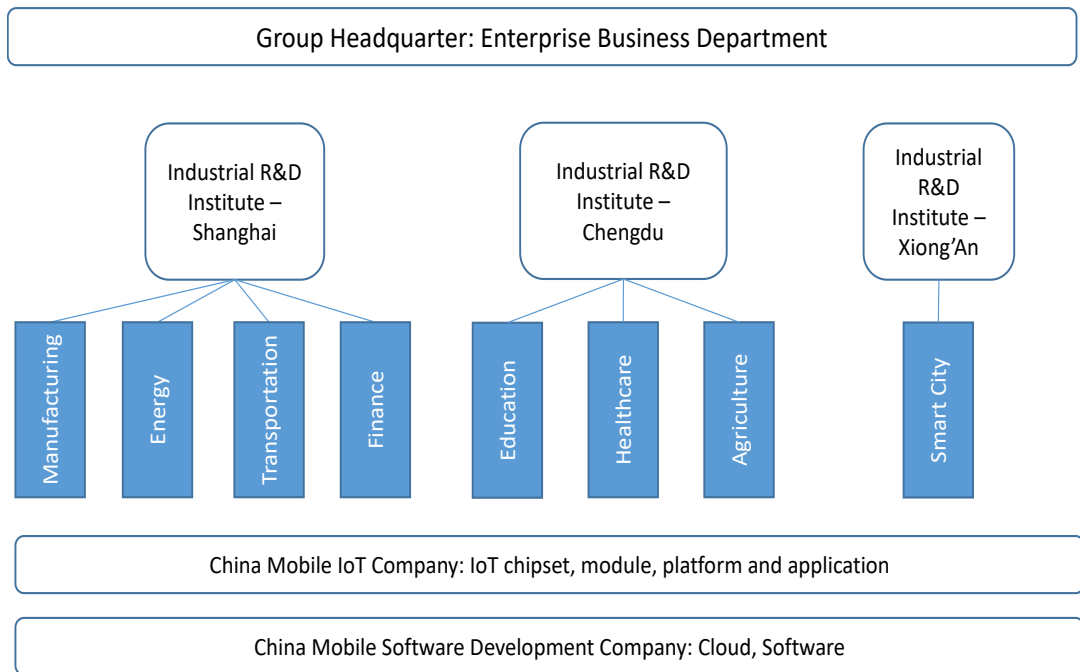 Group Headquarter: Enterprise Business Department
Industrial R&D
Institute –
Shanghai
Industrial R&D
Institute –
Chengdu
Industrial
R&D
Institute –
Xiong’An
Manufacturing
Energy
Transportation
Finance
Education
Healthcare
Agriculture
Smart City
China Mobile IoT Company: IoT chipset, module, platform and application
China Mobile Software Development Company: Cloud, Software